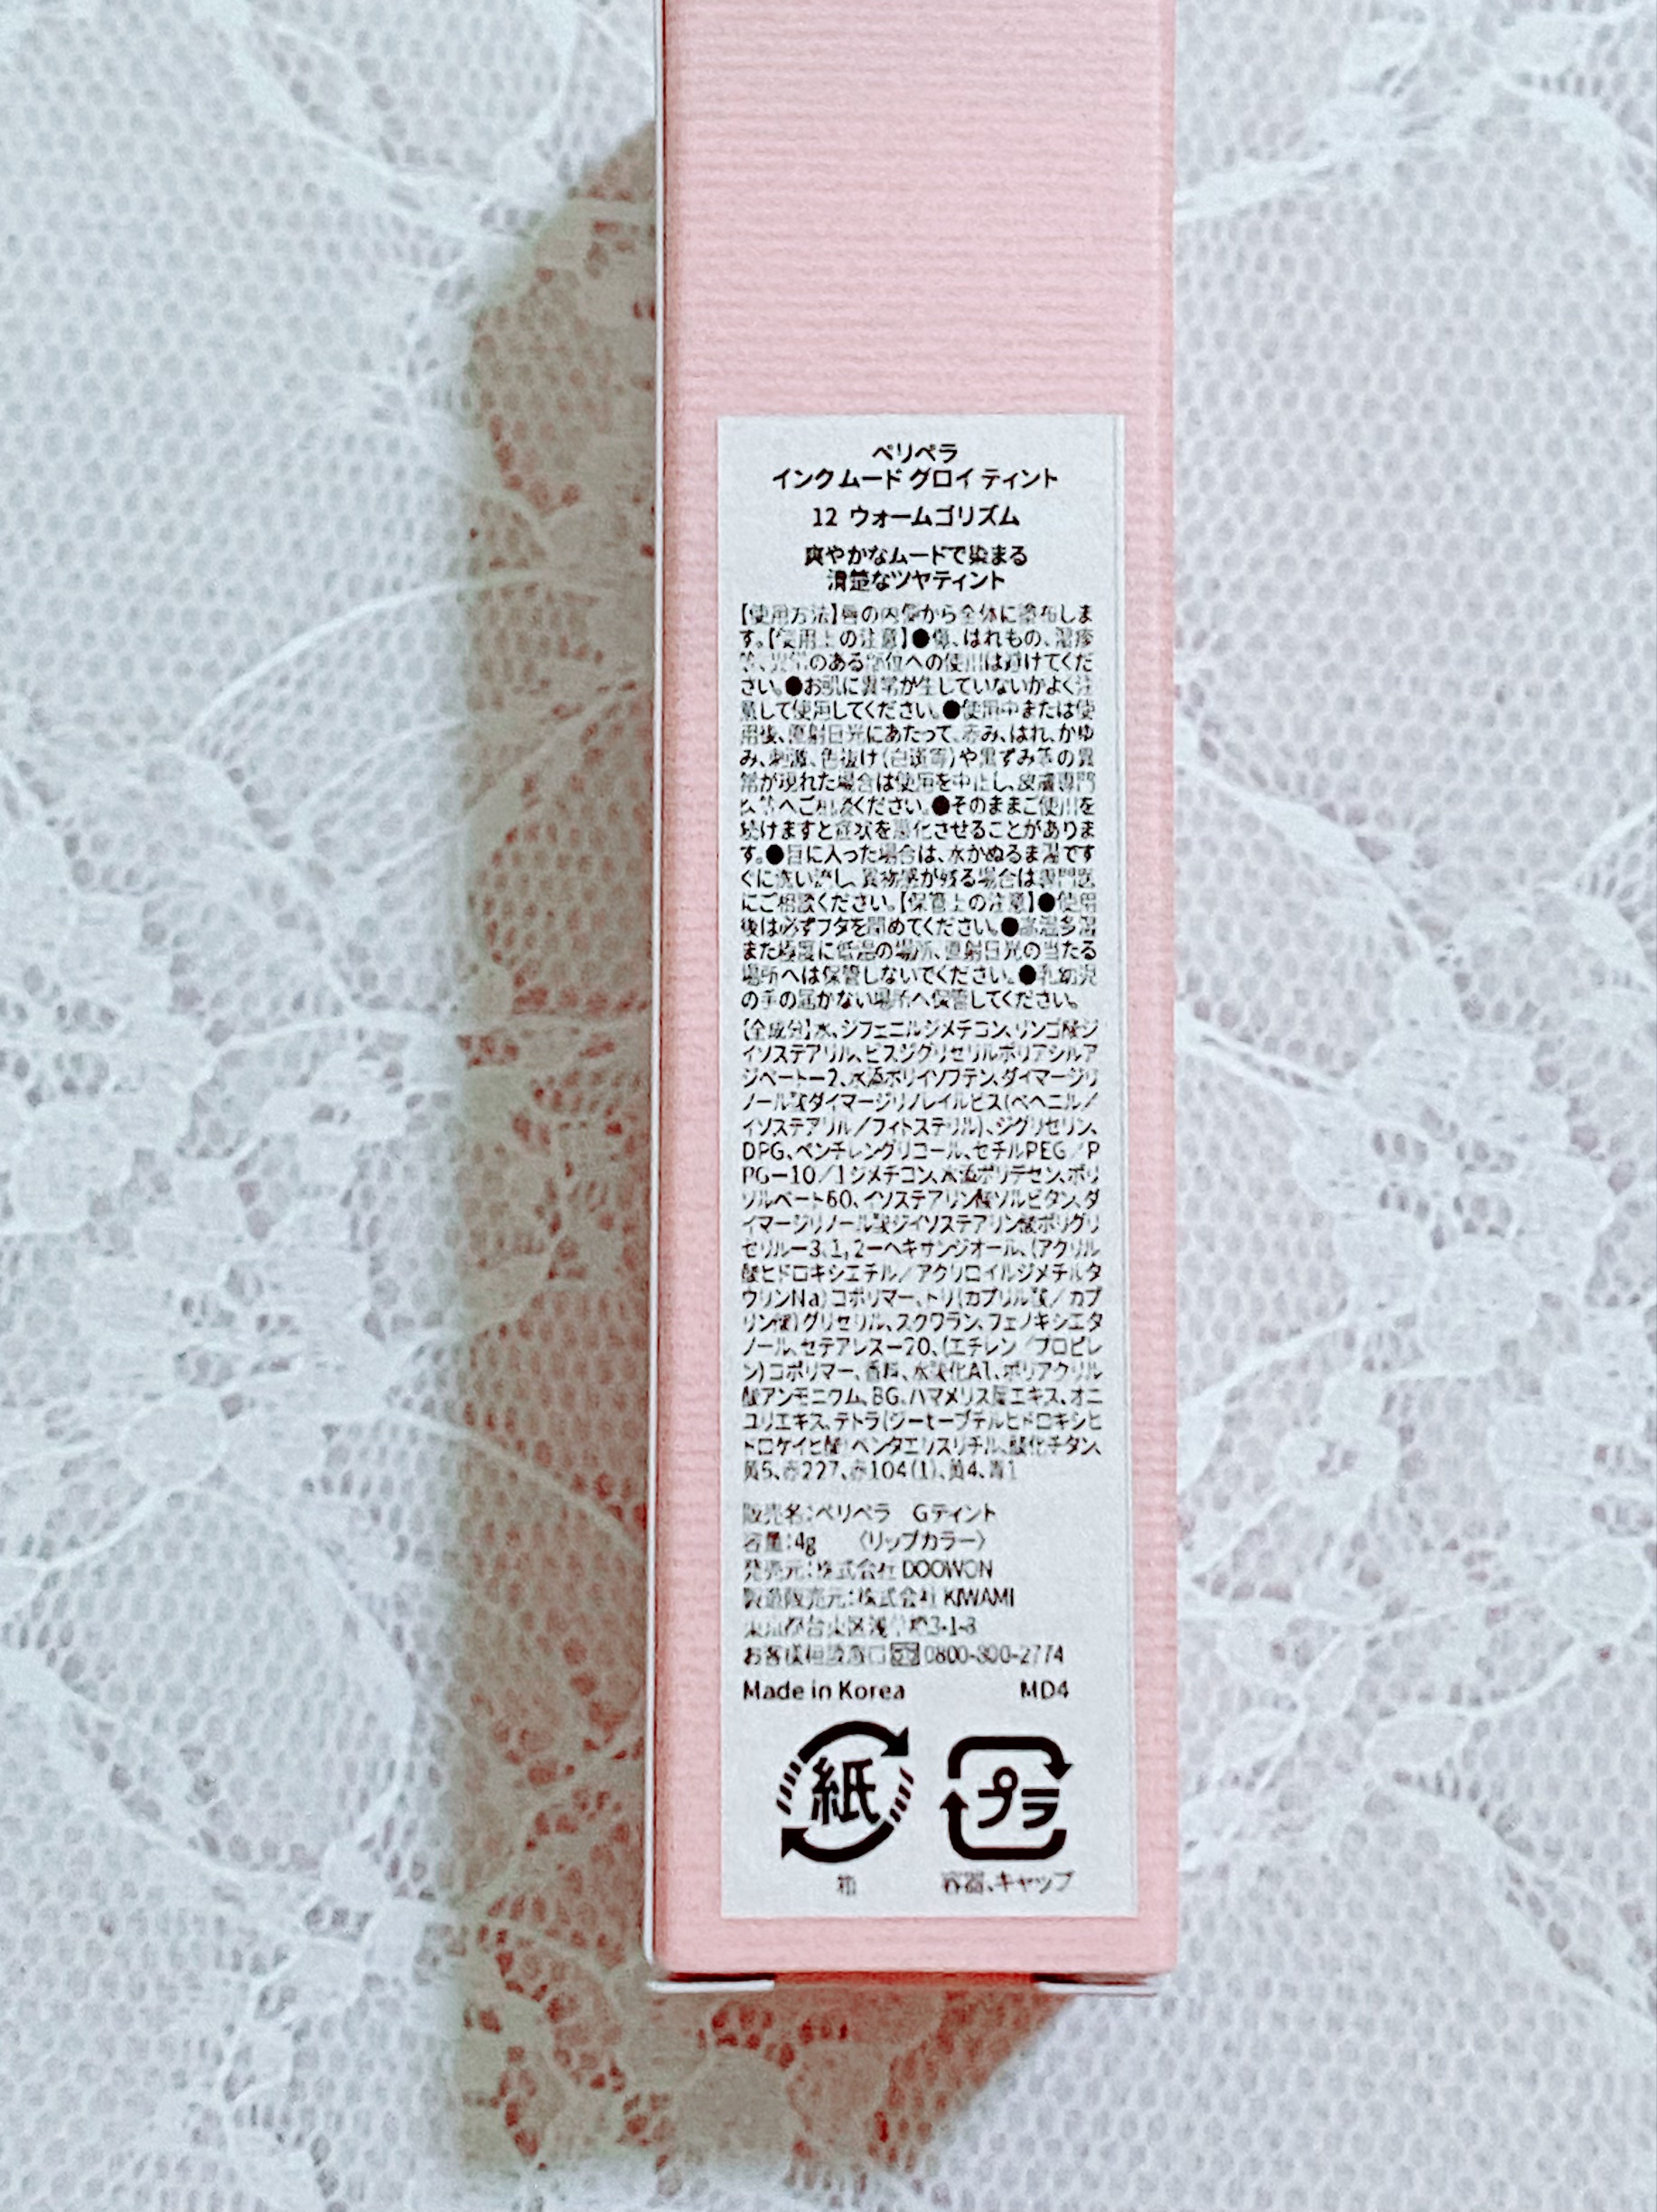 ペリペラ
インク ムード グロイ ティント
12 ウォームゴリズム
爽やかなムードで染まる
清楚なツヤティント
【使用方法】唇の内側から全体に塗布しま
す。【使用上の注意】●傷、はれもの、湿疹
等、異常のある部位への使用は避けてくだ
さい。●お肌に異常が生じていないかよく注
意して使用してください。●使用中または使
用後、直射日光にあたって、赤み、はれ、かゆ
み、刺激、色抜け(白斑等)や黒ずみ等の異
常が現れた場合は使用を中止し、皮膚専門
医等へご相談ください。●そのままご使用を
続けますと症状を悪化させることがありま
す。●目に入った場合は、水かぬるま湯です
ぐに洗い流し、異物感が残る場合は専門医
にご相談ください。【保管上の注意】●使用
後は必ずフタを閉めてください。●高温多湿
また極度に低温の場所、直射日光の当たる
場所へは保管しないでください。●乳幼児
の手の届かない場所へ保管してください。
【全成分】水、ジフェニルジメチコン、リンゴ酸ジ
イソステアリル、ビスジグリセリルポリアシルア
ジペートー2、水添ポリイソブテン、ダイマージリ
ノール酸ダイマージリノレイルビス(ベヘニル/
イソステアリル/フィトステリル)、ジグリセリン、
DPG、ペンチレングリコール、セチルPEG/P
PGー10/1ジメチコン、水添ポリデセン、ポリ
ソルベート60、イソステアリン酸ソルビタン、ダ
イマージリノール酸ジイソステアリン酸ポリグリ
セリルー3、1,2ーヘキサンジオール、(アクリル
酸ヒドロキシエチル/アクリロイルジメチルタ
ウリンNa)コポリマー、トリ(カプリル酸/カプ
リン酸)グリセリル、スクワラン、フェノキシエタ
ノール、セテアレスー20、(エチレン/プロピレ
ン)コポリマー、香料、水酸化Al、ポリアクリル
酸アンモニウム、BG、ハマメリス葉エキス、オニ
ユリエキス、テトラ(ジーtーブチルヒドロキシヒ
ドロケイヒ酸)ペンタエリスリチル、酸化チタン、
黄5、赤227、赤104(1)、黄4、青1
販売名:ペリペラ Gティント
容量:4g 〈リップカラー〉
発売元:株式会社 DOOWON
製造販売元:株式会社 KIWAMI
東京都台東区浅草橋3-1-8
お客様相談窓口 0800-300-2774
Made in Korea MD4
紙 プラ
箱 容器、キャップ